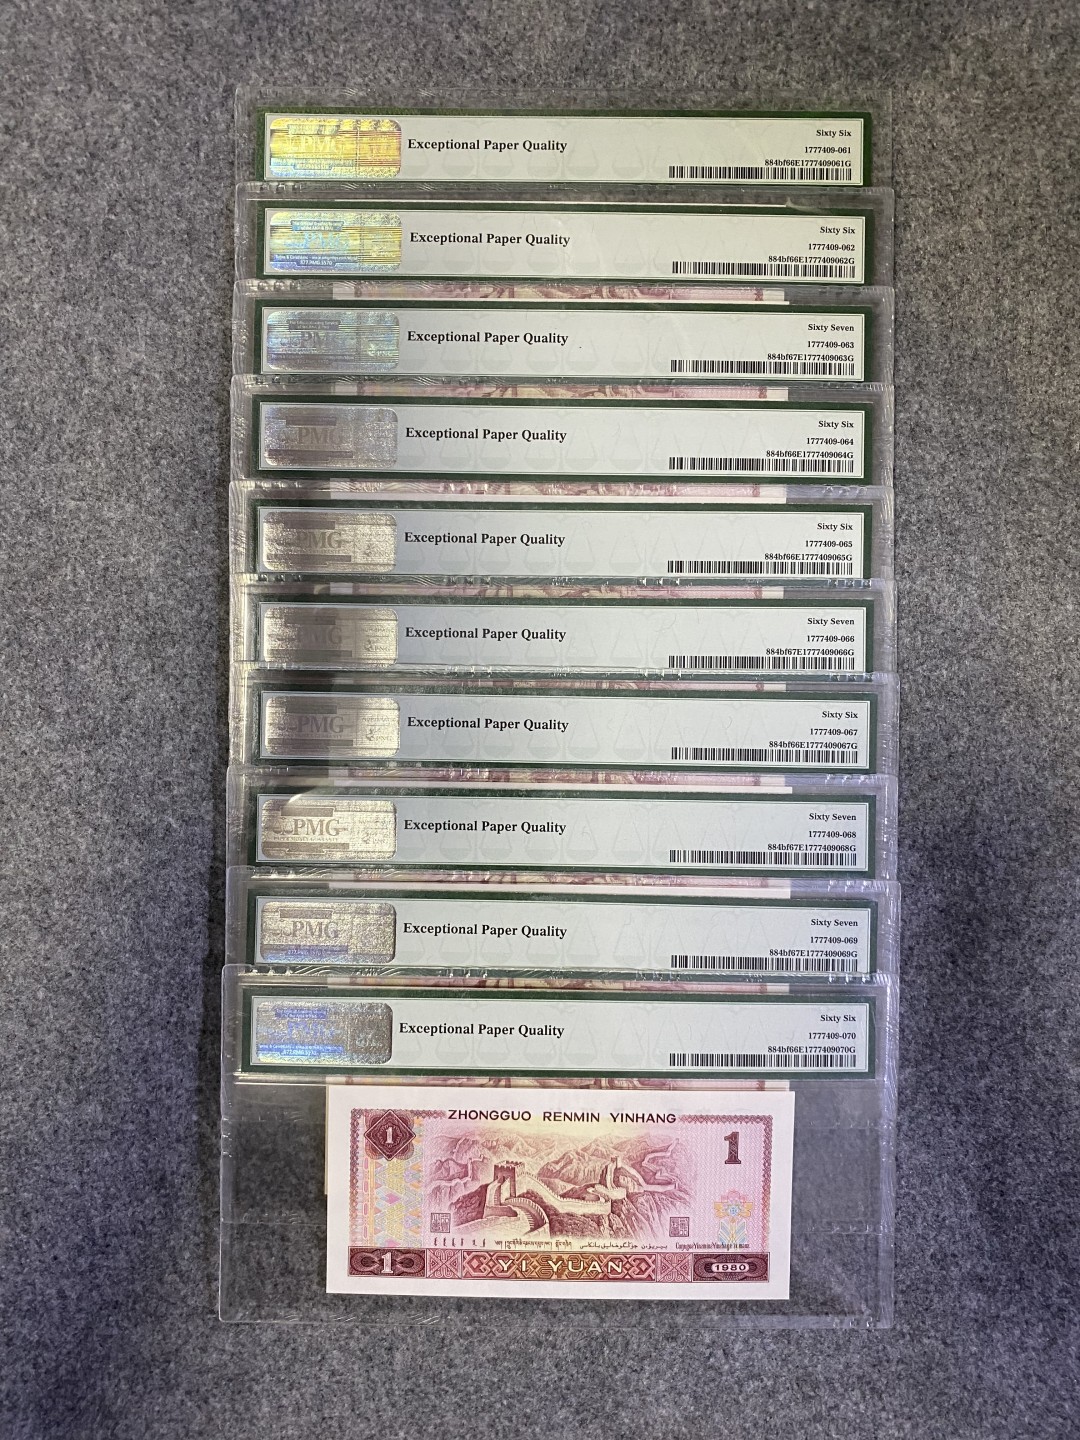 PMG
Exceptional Paper Quality
Sixty Six
1777409-061
884bf66E1777409061G
Exceptional Paper Quality
Sixty Six
1777409-062
884bf66E1777409062G
PMG
Exceptional Paper Quality
Sixty Seven
1777409-063
884bf67E1777409063G
PMG
Exceptional Paper Quality
Sixty Six
1777409-064
884bf66E1777409064G
PMG
Exceptional Paper Quality
Sixty Six
1777409-065
884bf66E1777409065G
PMG
Exceptional Paper Quality
Sixty Seven
1777409-066
884bf67E1777409066G
PMG
Exceptional Paper Quality
Sixty Six
1777409-067
884bf66E1777409067G
PMG
Exceptional Paper Quality
Sixty Seven
1777409-068
884bf67E1777409068G
PMG
Exceptional Paper Quality
Sixty Seven
1777409-069
884bf67E1777409069G
Exceptional Paper Quality
Sixty Six
1777409-070
884bf66E1777409070G
ZHONGGUO RENMIN YINHANG
1
1
1
YI YUAN
1980